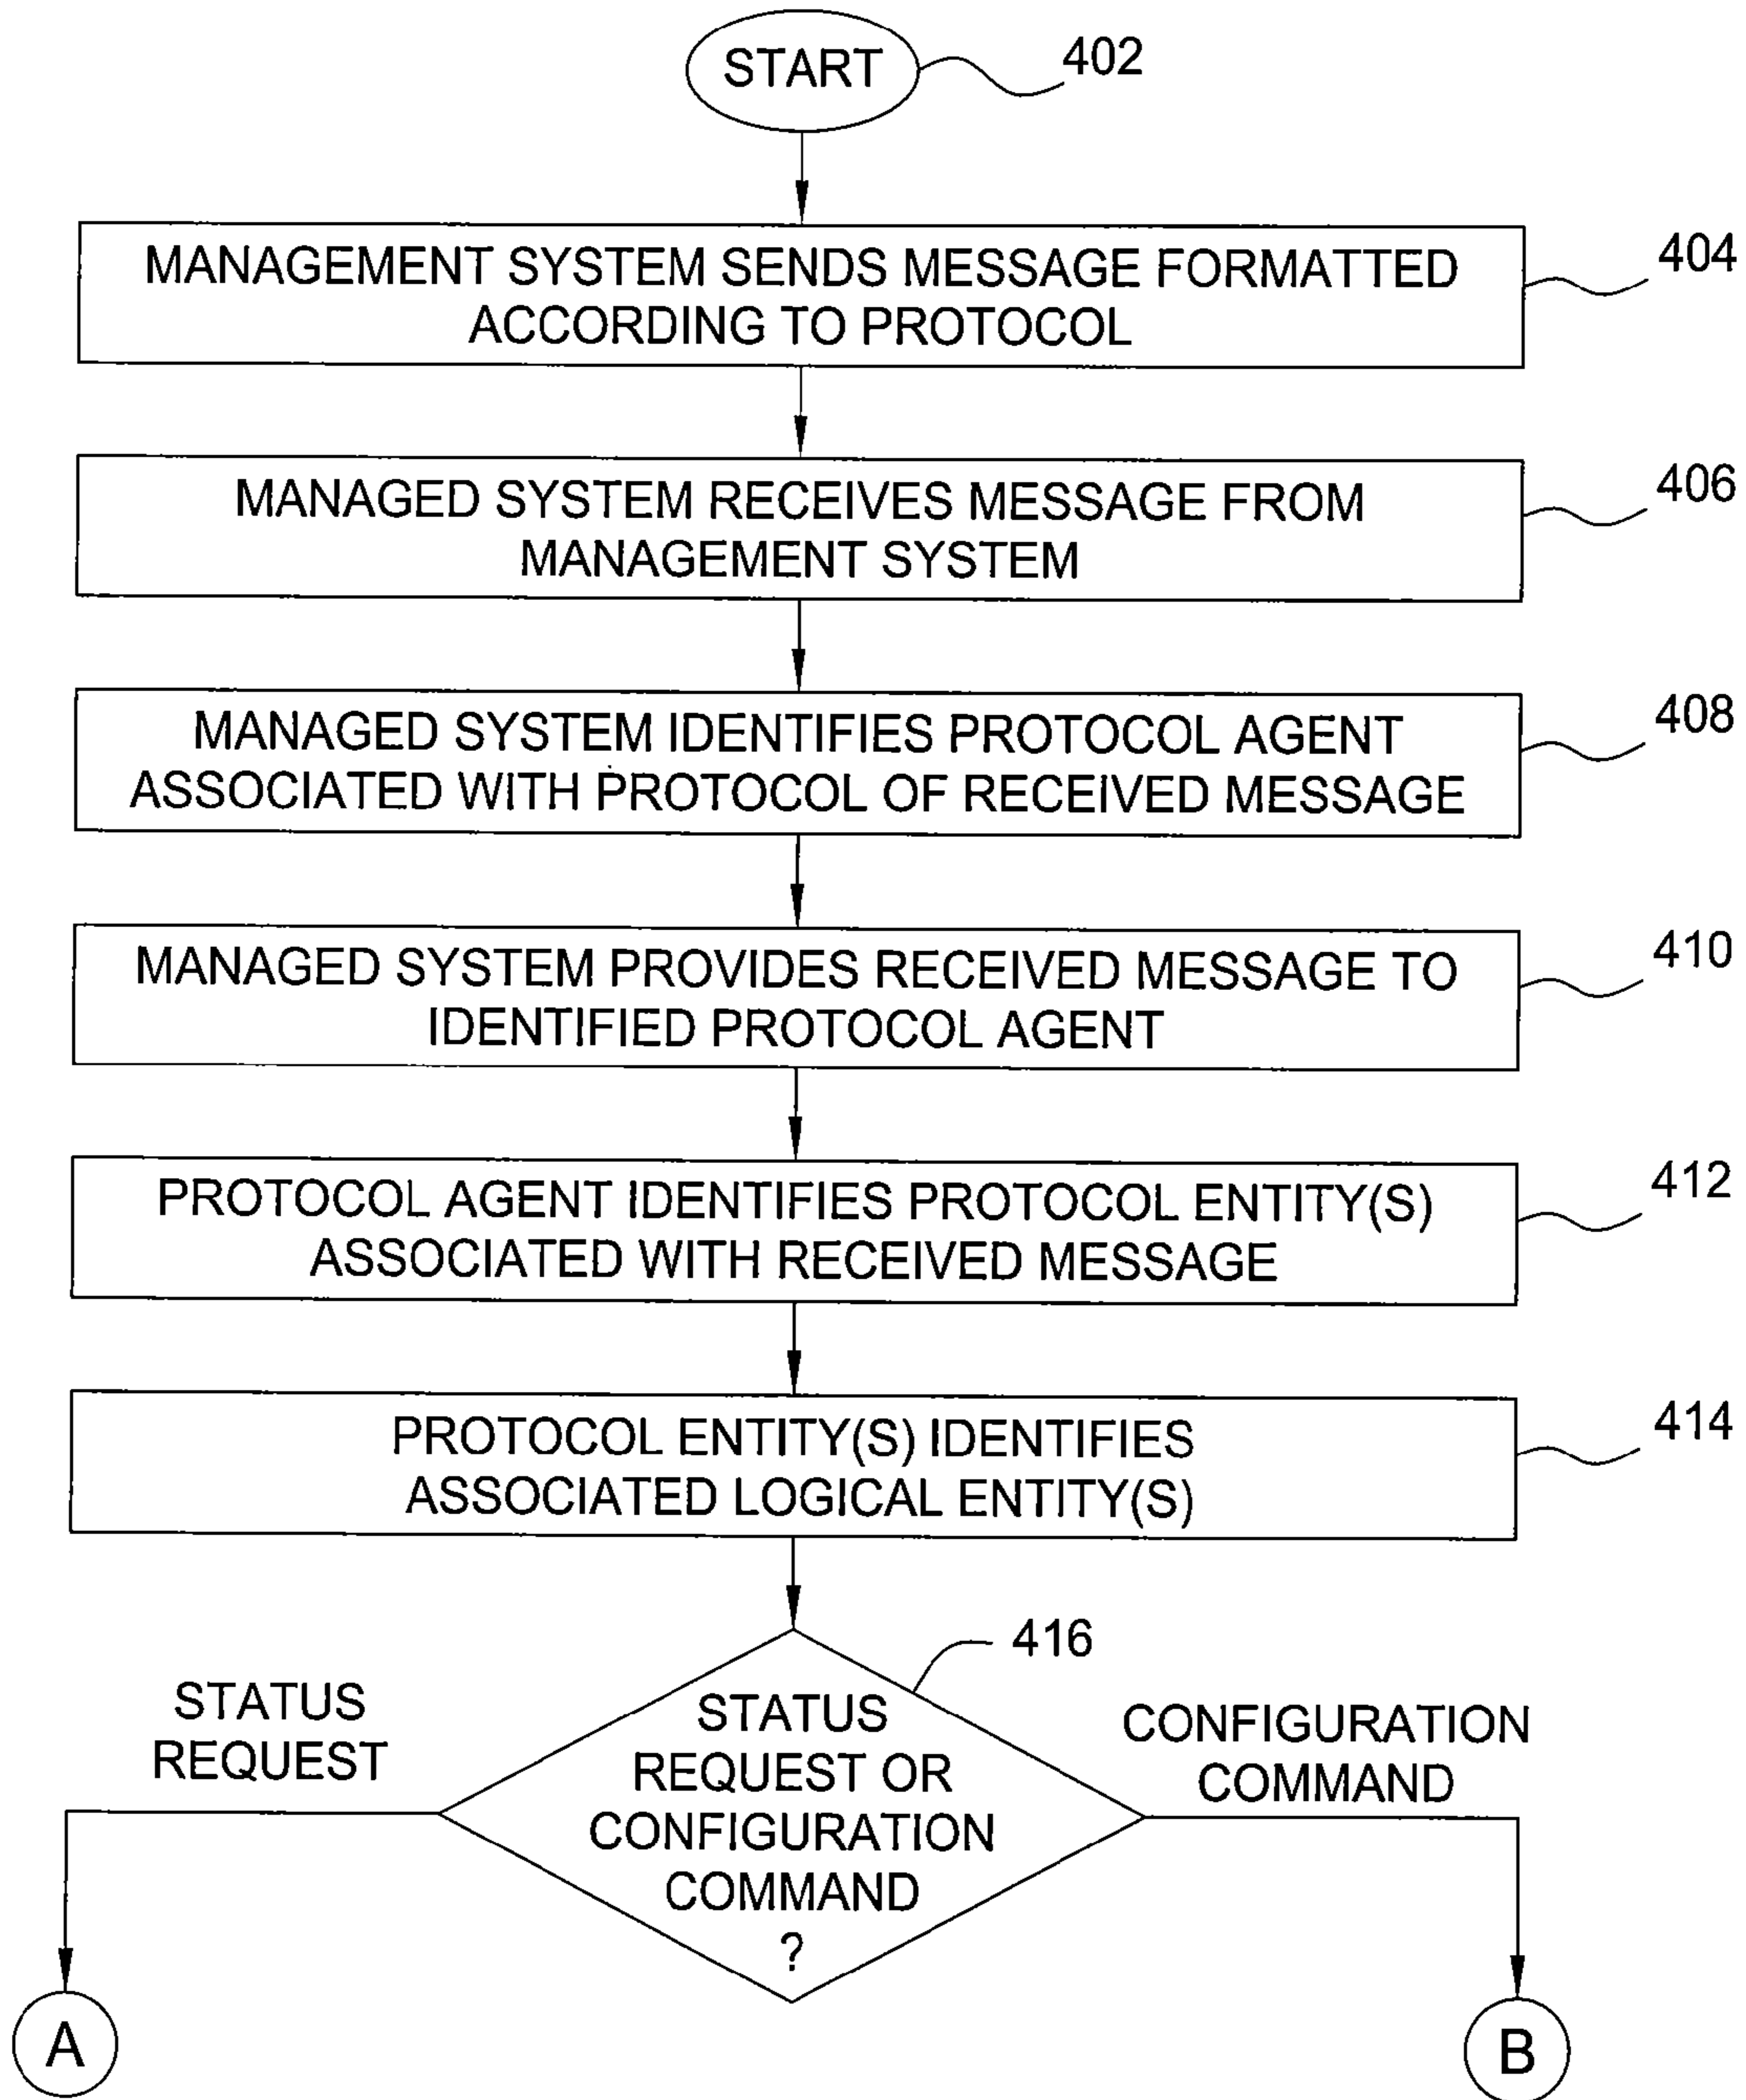 START
402
MANAGEMENT SYSTEM SENDS MESSAGE FORMATTED
ACCORDING TO PROTOCOL
404
MANAGED SYSTEM RECEIVES MESSAGE FROM
MANAGEMENT SYSTEM
406
MANAGED SYSTEM IDENTIFIES PROTOCOL AGENT
ASSOCIATED WITH PROTOCOL OF RECEIVED MESSAGE
408
MANAGED SYSTEM PROVIDES RECEIVED MESSAGE TO
IDENTIFIED PROTOCOL AGENT
410
PROTOCOL AGENT IDENTIFIES PROTOCOL ENTITY(S)
ASSOCIATED WITH RECEIVED MESSAGE
412
PROTOCOL ENTITY(S) IDENTIFIES
ASSOCIATED LOGICAL ENTITY(S)
414
416
STATUS
REQUEST
STATUS
REQUEST OR
CONFIGURATION
COMMAND
?
CONFIGURATION
COMMAND
A
B